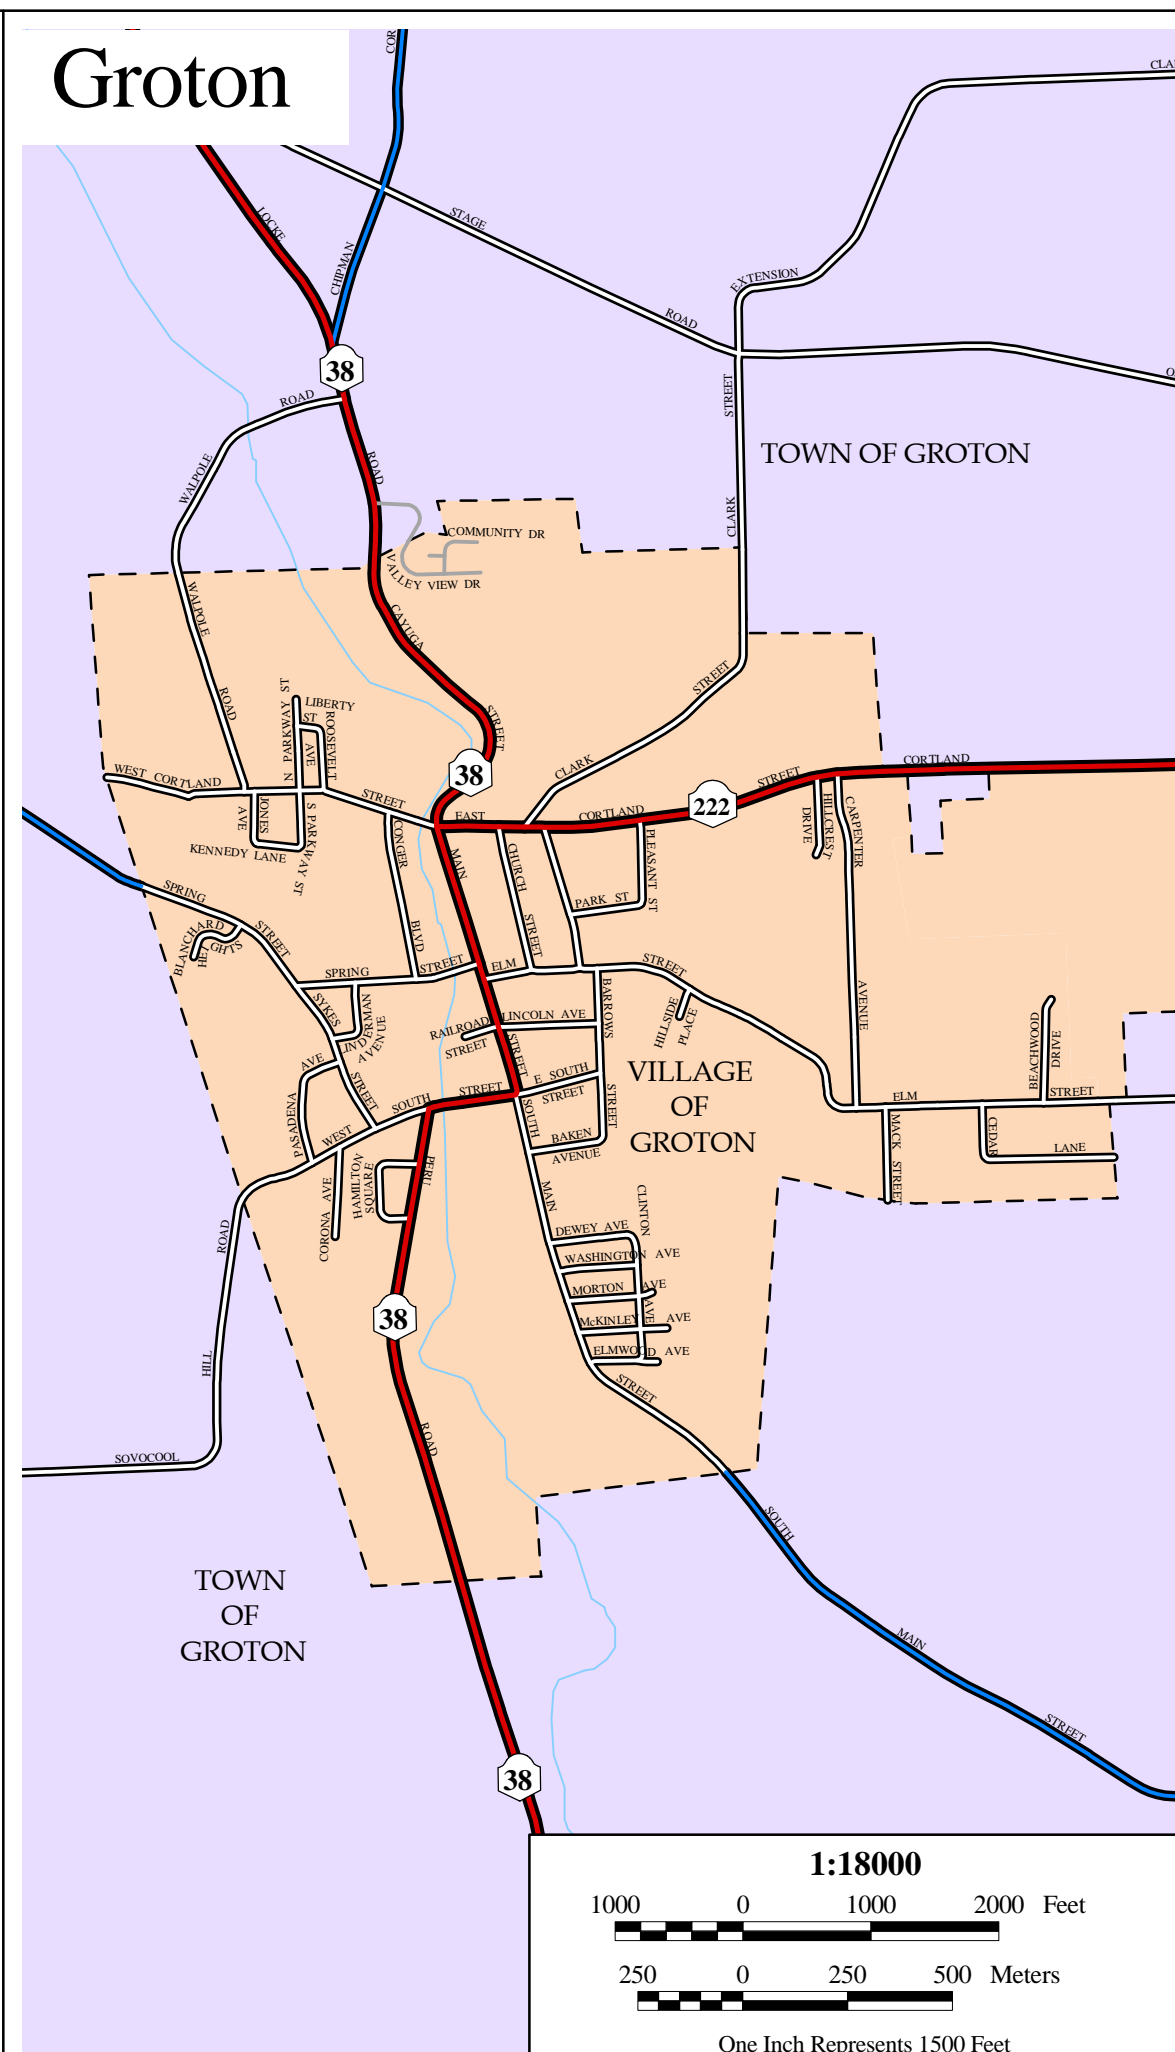 Groton
COR
CLA
LOCKE
STAGE
CHIPMAN
EXTENSION
ROAD
38
STREET
O
ROAD
TOWN OF GROTON
WALPOLE
ROAD
CLARK
COMMUNITY DR
VALLEY VIEW DR
WALPOLE
CAYUGA
STREET
ROAD
N PARKWAY ST
LIBERTY
ST
ROOSEVELT
AVE
STREET
CORTLAND
WEST CORTLAND
38
CLARK
STREET
STREET
222
EAST
CORTLAND
JONES
AVE
S PARKWAY ST
KENNEDY LANE
CONGER
BLVD
MAIN
CHURCH
STREET
PLEASANT ST
PARK ST
HILLCREST
DRIVE
CARPENTER
AVENUE
SPRING
STREET
BLANCHARD
HEIGHTS
SPRING
STREET
ELM
STREET
SYKES
LINDERMAN
AVENUE
RAILROAD
STREET
LINCOLN AVE
BARROWS
STREET
HILLSIDE
PLACE
BEACHWOOD
DRIVE
STREET
VILLAGE
OF
GROTON
AVE
PASADENA
STREET
WEST
SOUTH
STREET
E SOUTH
STREET
ELM
STREET
SOUTH
BAKEN
AVENUE
MACK STREET
CEDAR
LANE
HAMILTON
SQUARE
CORONA AVE
PERU
MAIN
CLINTON
AVE
DEWEY AVE
WASHINGTON AVE
MORTON AVE
McKINLEY AVE
ELMWOOD AVE
STREET
ROAD
HILL
38
ROAD
SOVOCOOL
SOUTH
TOWN
OF
GROTON
MAIN
STREET
38
1:18000
1000 0 1000 2000 Feet
250 0 250 500 Meters
One Inch Represents 1500 Feet